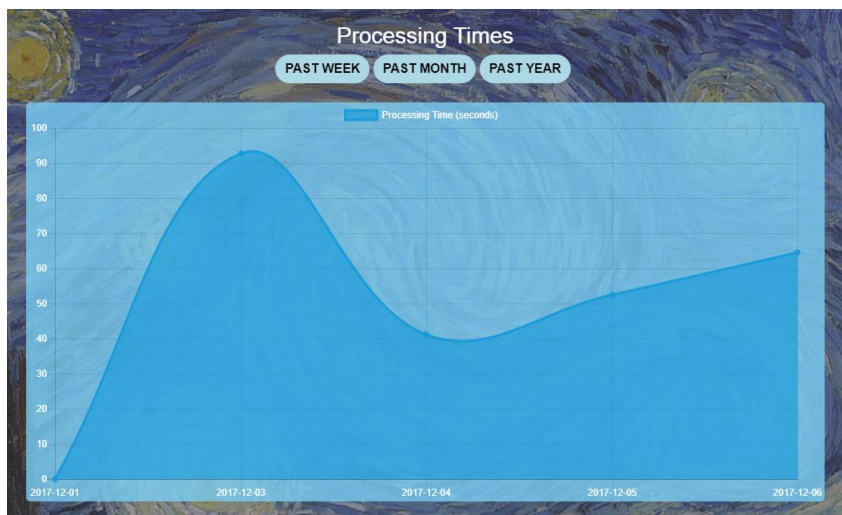 Processing Times
PAST WEEK PAST MONTH PAST YEAR
Processing Time (seconds)
100
90
80
70
60
50
40
30
20
10
0
2017-12-01 2017-12-03 2017-12-04 2017-12-05 2017-12-06